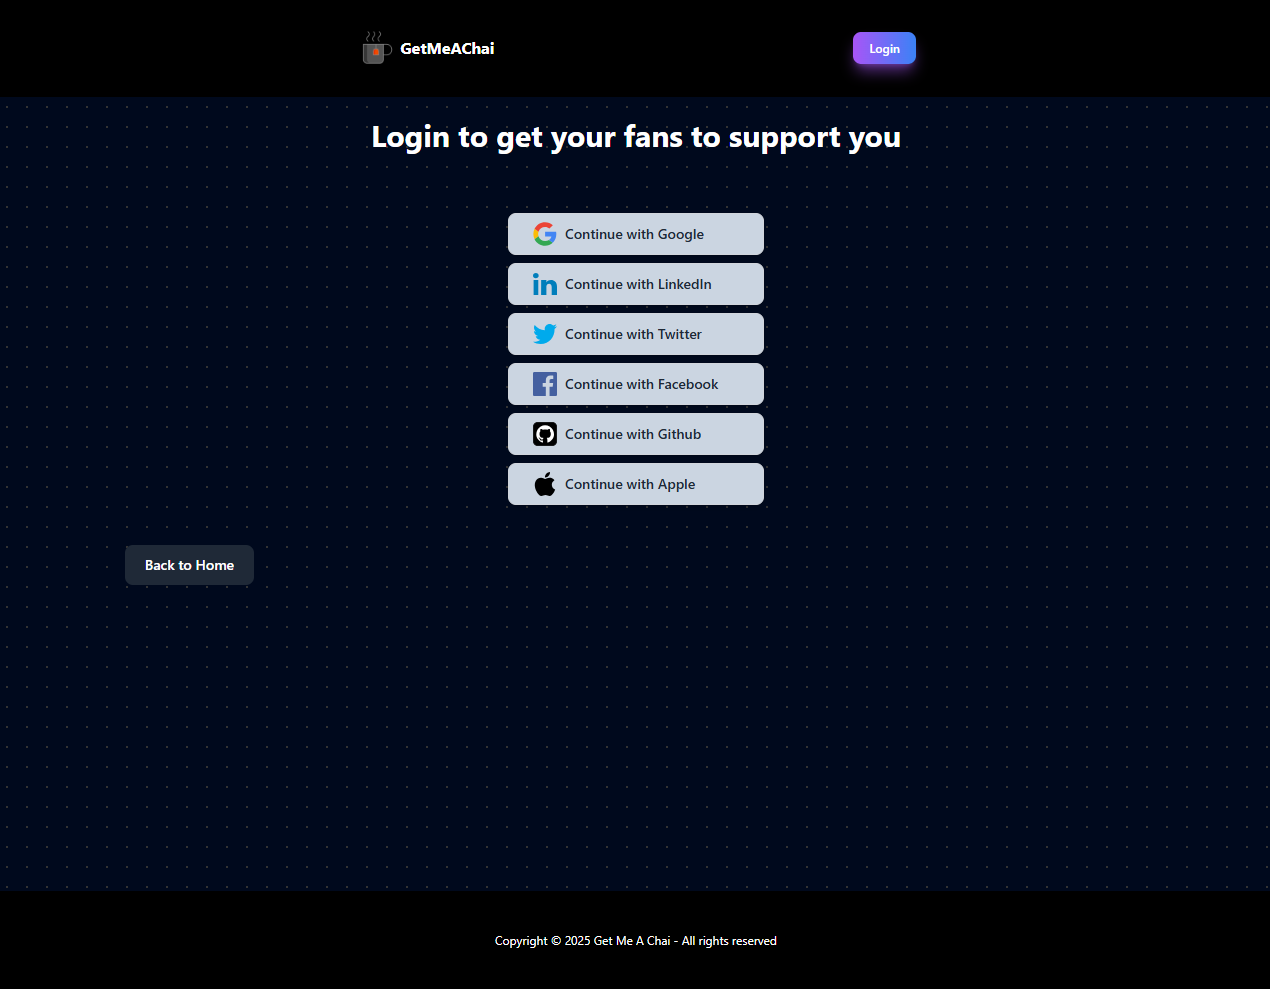 GetMeAChai
Login
Login to get your fans to support you
Continue with Google
Continue with LinkedIn
Continue with Twitter
Continue with Facebook
Continue with Github
Continue with Apple
Back to Home
Copyright © 2025 Get Me A Chai - All rights reserved